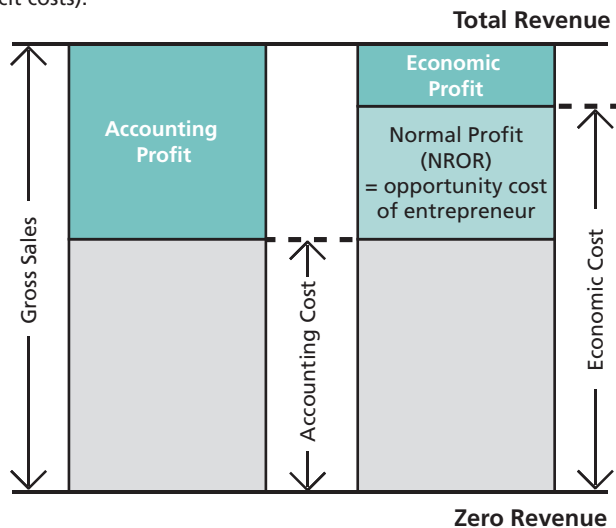 cit costs).
Total Revenue
Economic
Profit
Accounting
Profit
Normal Profit
(NROR)
= opportunity cost
of entrepreneur
Gross Sales
Accounting Cost
Economic Cost
Zero Revenue